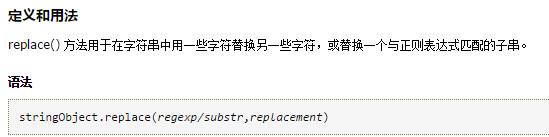 定义和用法
replace() 方法用于在字符串中用一些字符替换另一些字符，或替换一个与正则表达式匹配的子串。
语法
stringObject.replace(regexp/substr,replacement)